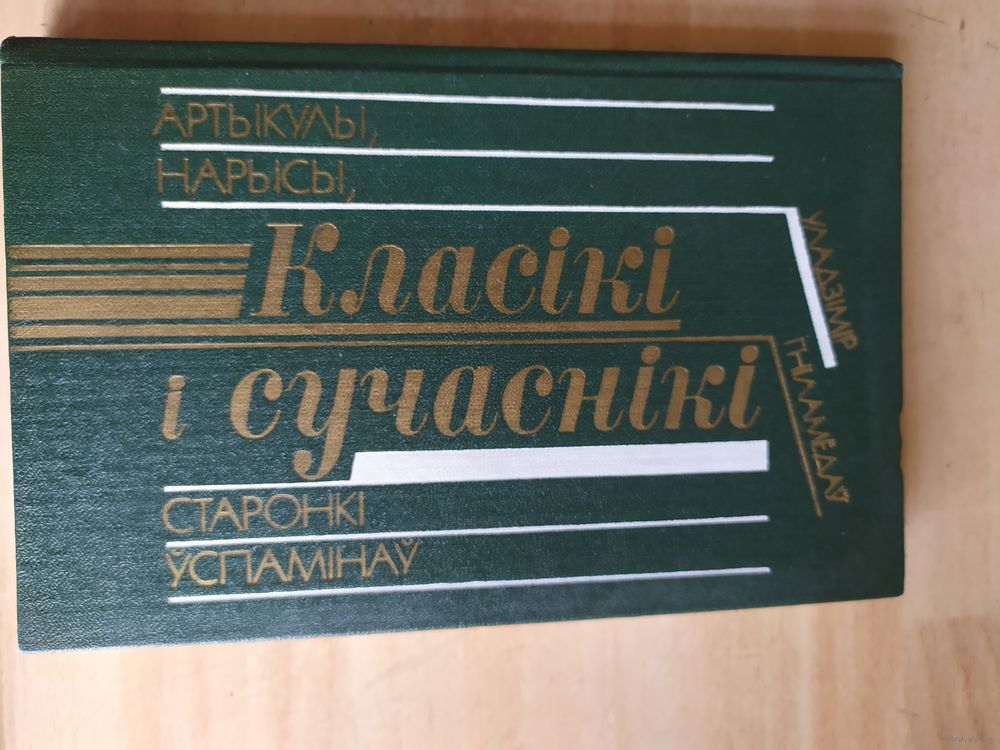 АРТЫКУЛЫ,
НАРЫСЫ,
Класікі
і сучаснікі
СТАРОНКІ
ЎСПАМІНАЎ
УЛАДЗІМІР
ГНІЛАМЁДАЎ